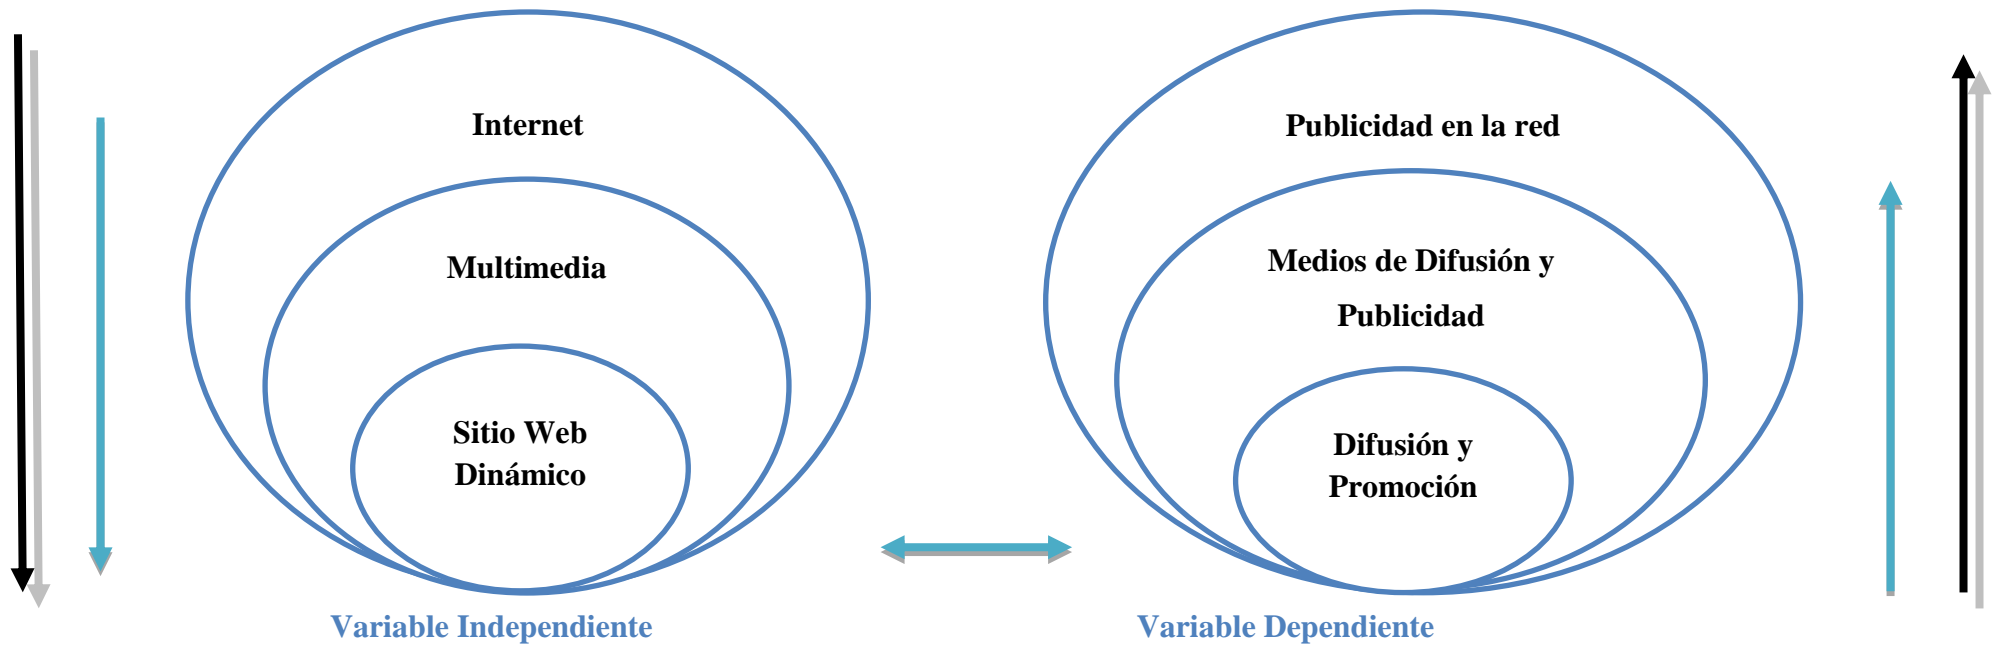 Internet
Multimedia
Sitio Web
Dinámico
Variable Independiente
Publicidad en la red
Medios de Difusión y
Publicidad
Difusión y
Promoción
Variable Dependiente